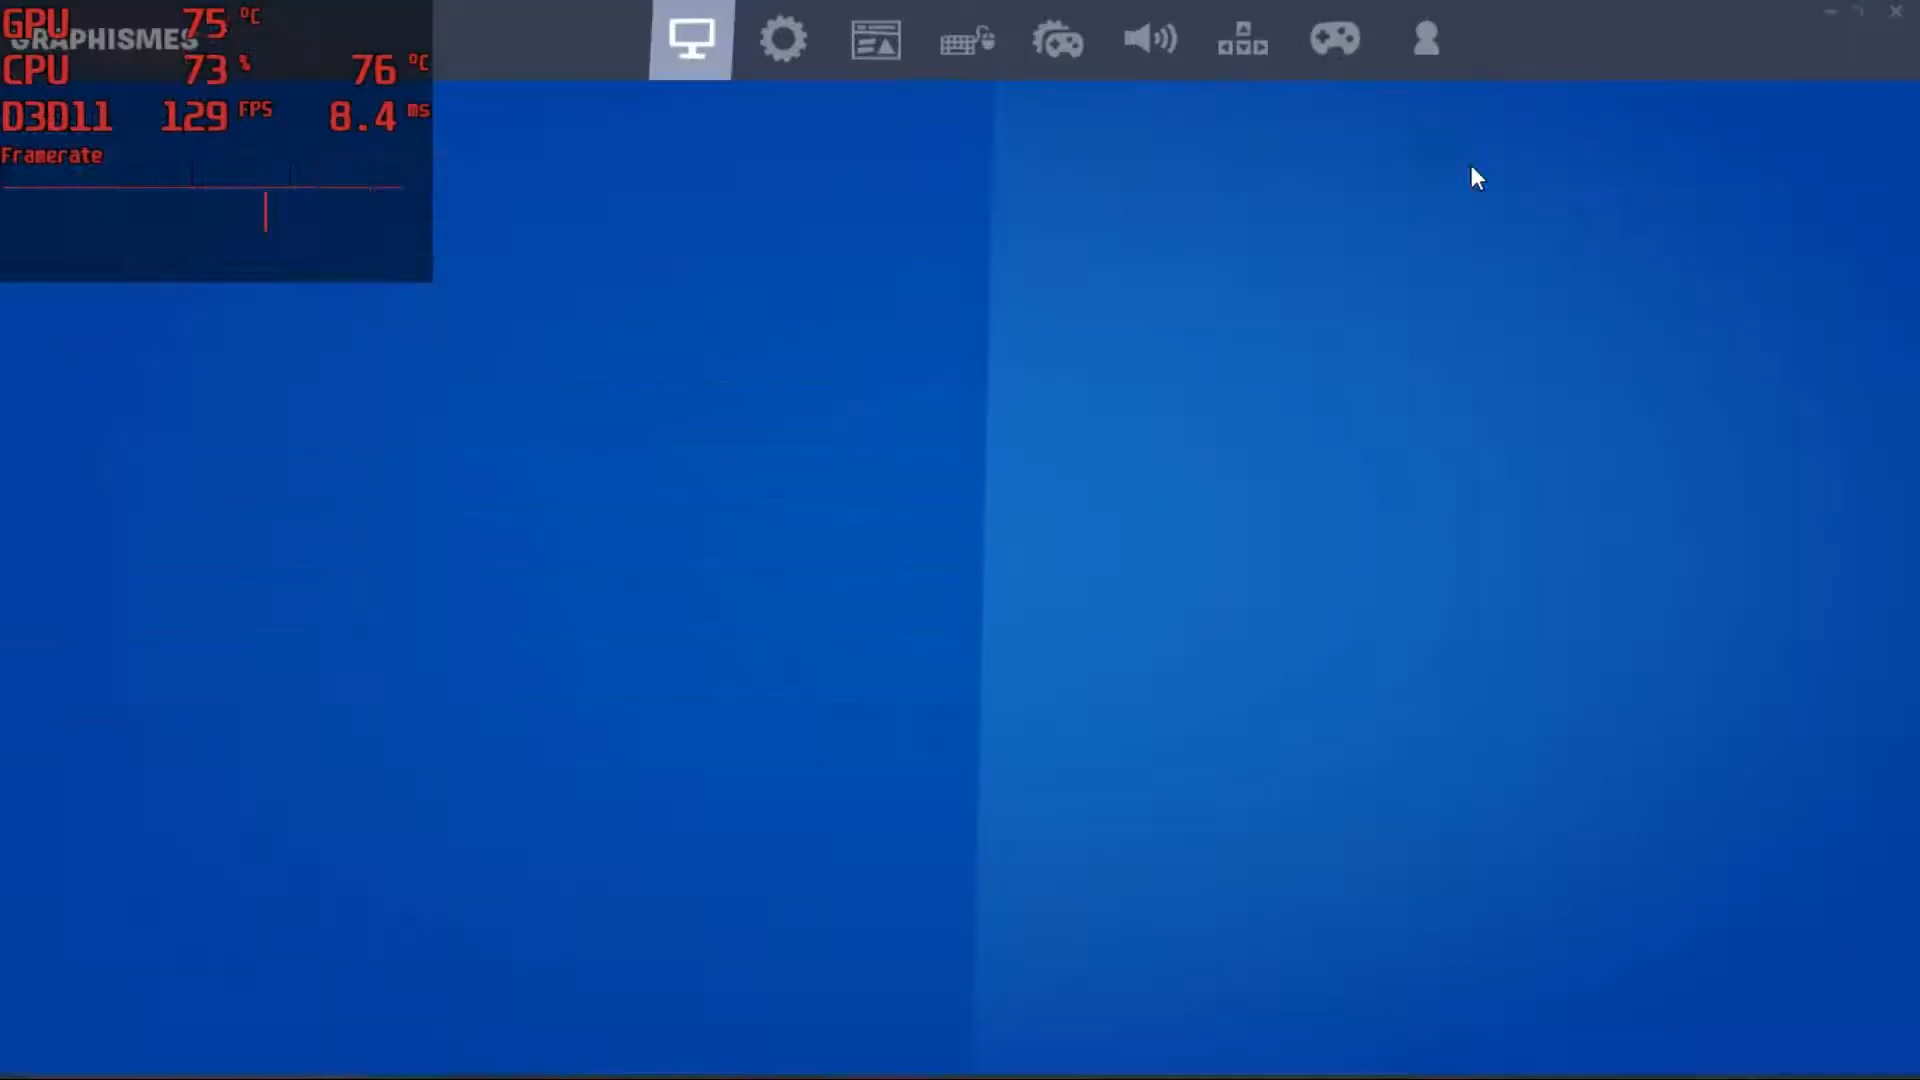 GPU 75 °C
GRAPHISMES
CPU 73 % 76 °C
D3D11 129 FPS 8.4 ms
Framerate